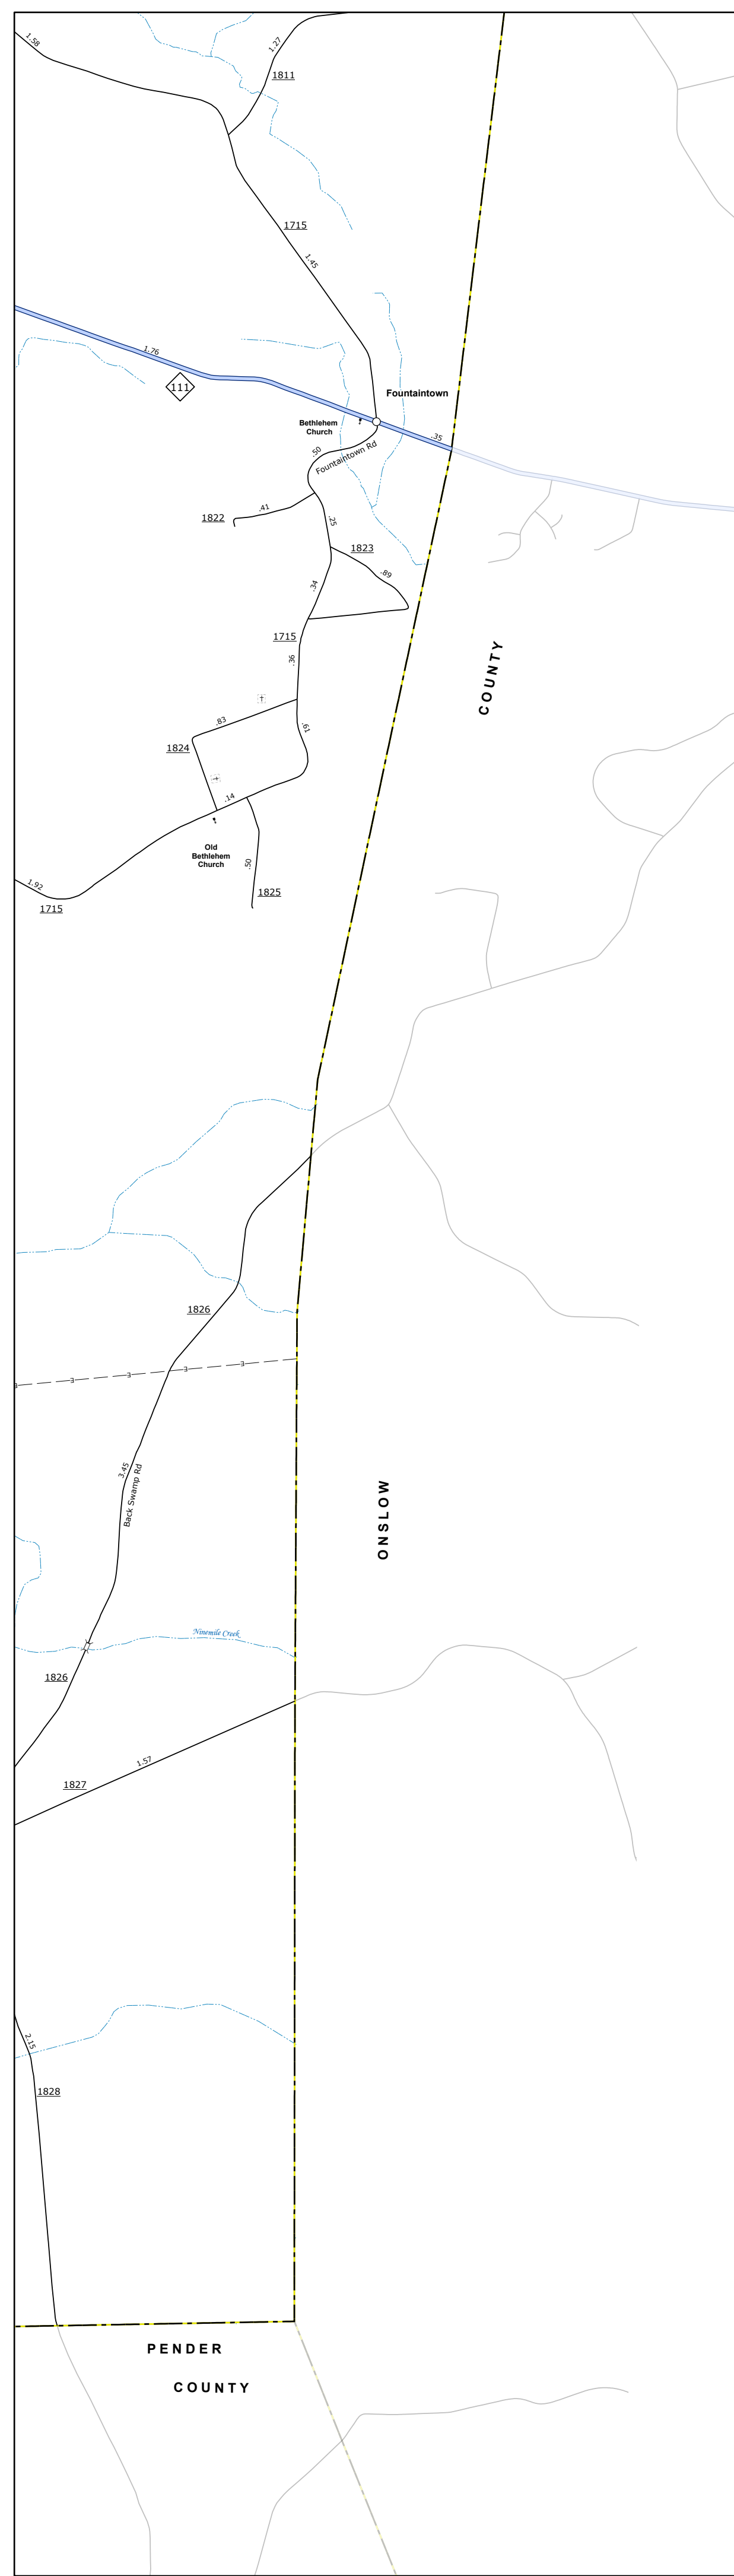 1.58
1.27
1811
1715
1.45
1.76
111
Fountaintown
Bethlehem
Church
.35
.50
Fountaintown Rd
.41
1822
.25
1823
.89
.34
1715
.36
COUNTY
.83
.61
1824
.14
Old
Bethlehem
Church
.50
1.92
1825
1715
1826
E
E
E
E
E
3.45
Back Swamp Rd
ONSLOW
Ninemile Creek
1826
1.57
1827
2.15
1828
PENDER
COUNTY